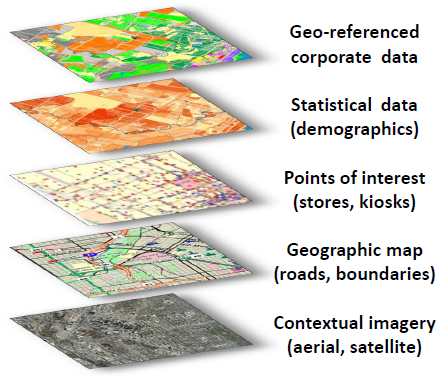 Geo-referenced
corporate data
Statistical data
(demographics)
Points of interest
(stores, kiosks)
Geographic map
(roads, boundaries)
Contextual imagery
(aerial, satellite)